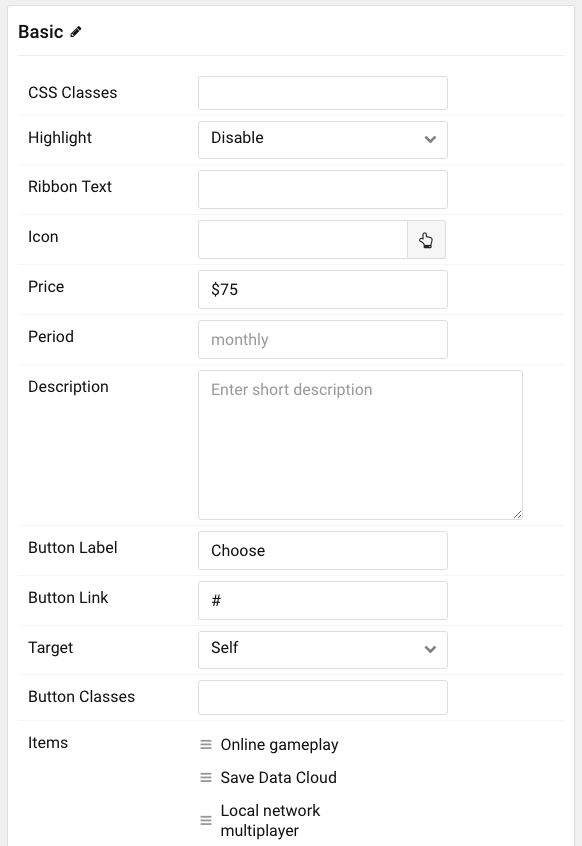 Basic
CSS Classes
Highlight
Disable
Ribbon Text
Icon
Price
$75
Period
monthly
Description
Enter short description
Button Label
Choose
Button Link
#
Target
Self
Button Classes
Items
Online gameplay
Save Data Cloud
Local network
multiplayer